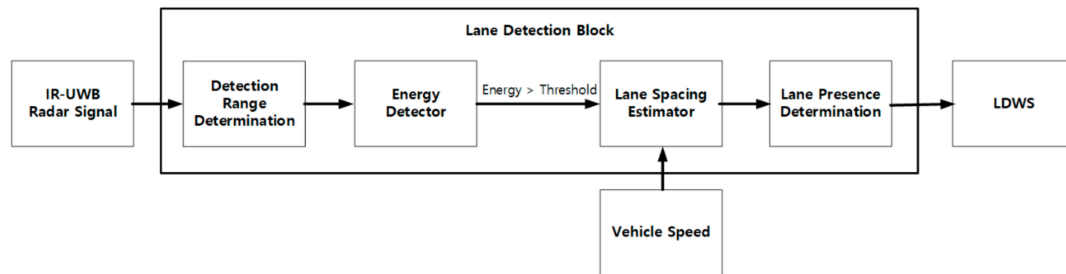 Lane Detection Block
IR-UWB
Radar Signal
Detection
Range
Determination
Energy
Detector
Energy > Threshold
Lane Spacing
Estimator
Lane Presence
Determination
LDWS
Vehicle Speed